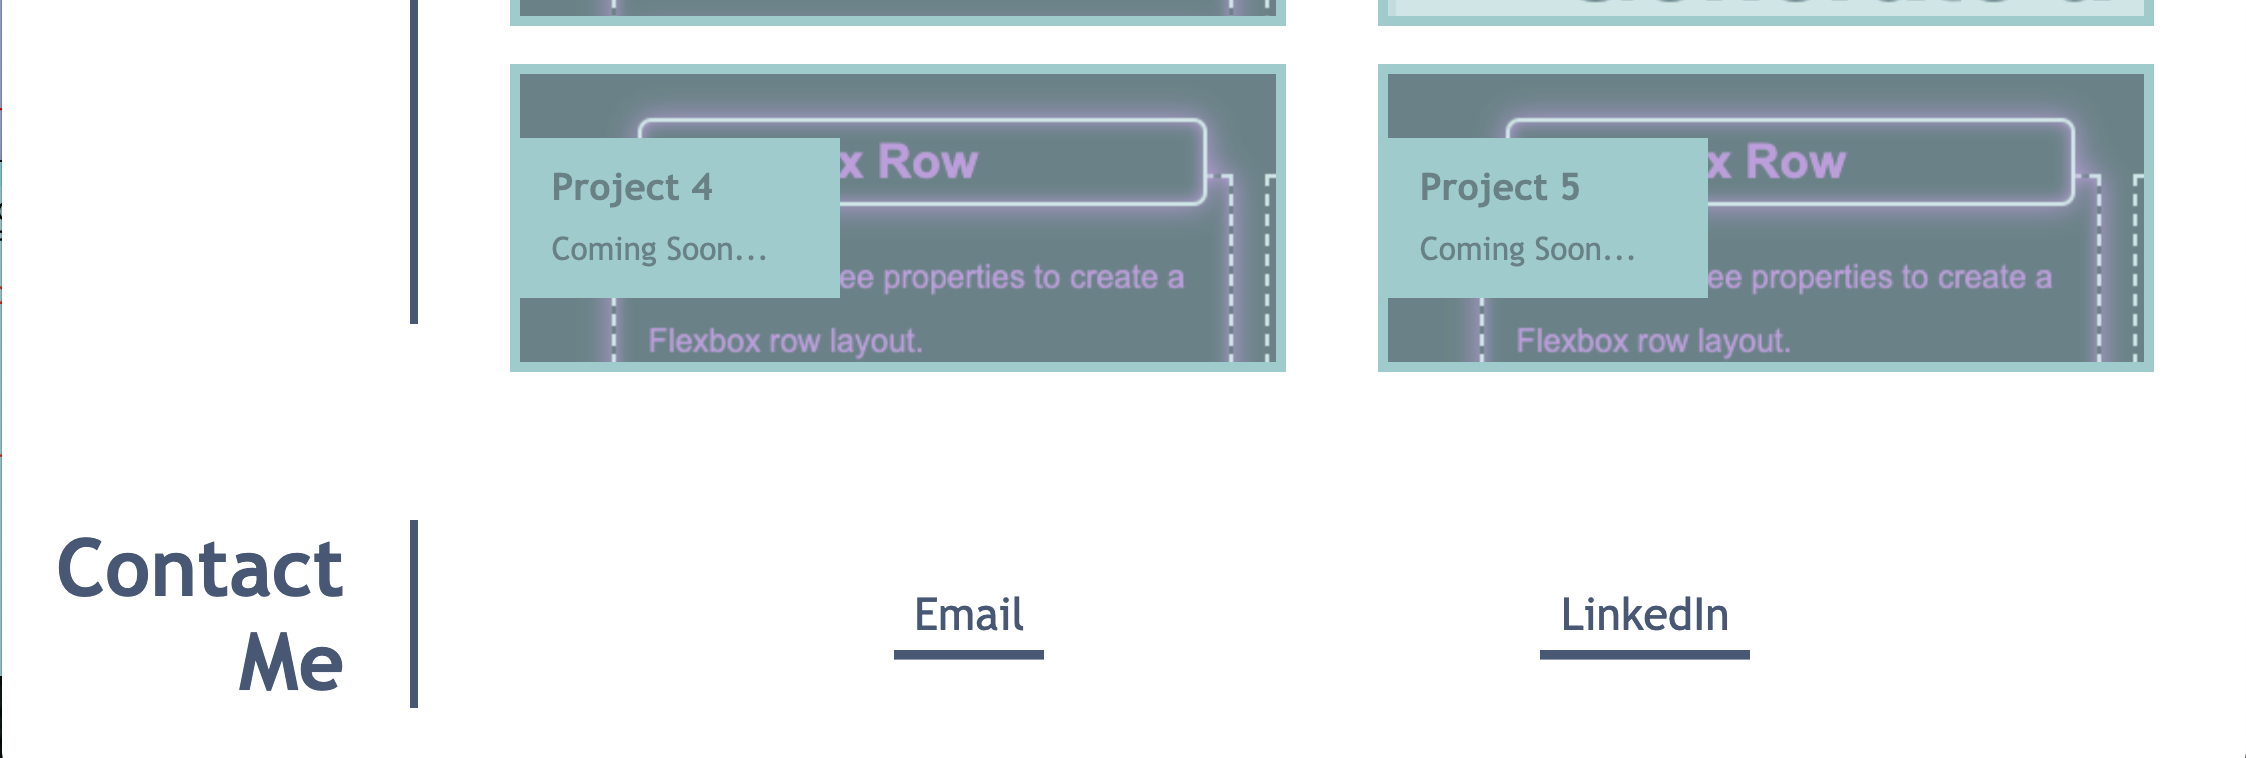 x Row
Project 4
Coming Soon...
ee properties to create a
Flexbox row layout.
x Row
Project 5
Coming Soon...
ee properties to create a
Flexbox row layout.
Contact
Me
Email
LinkedIn